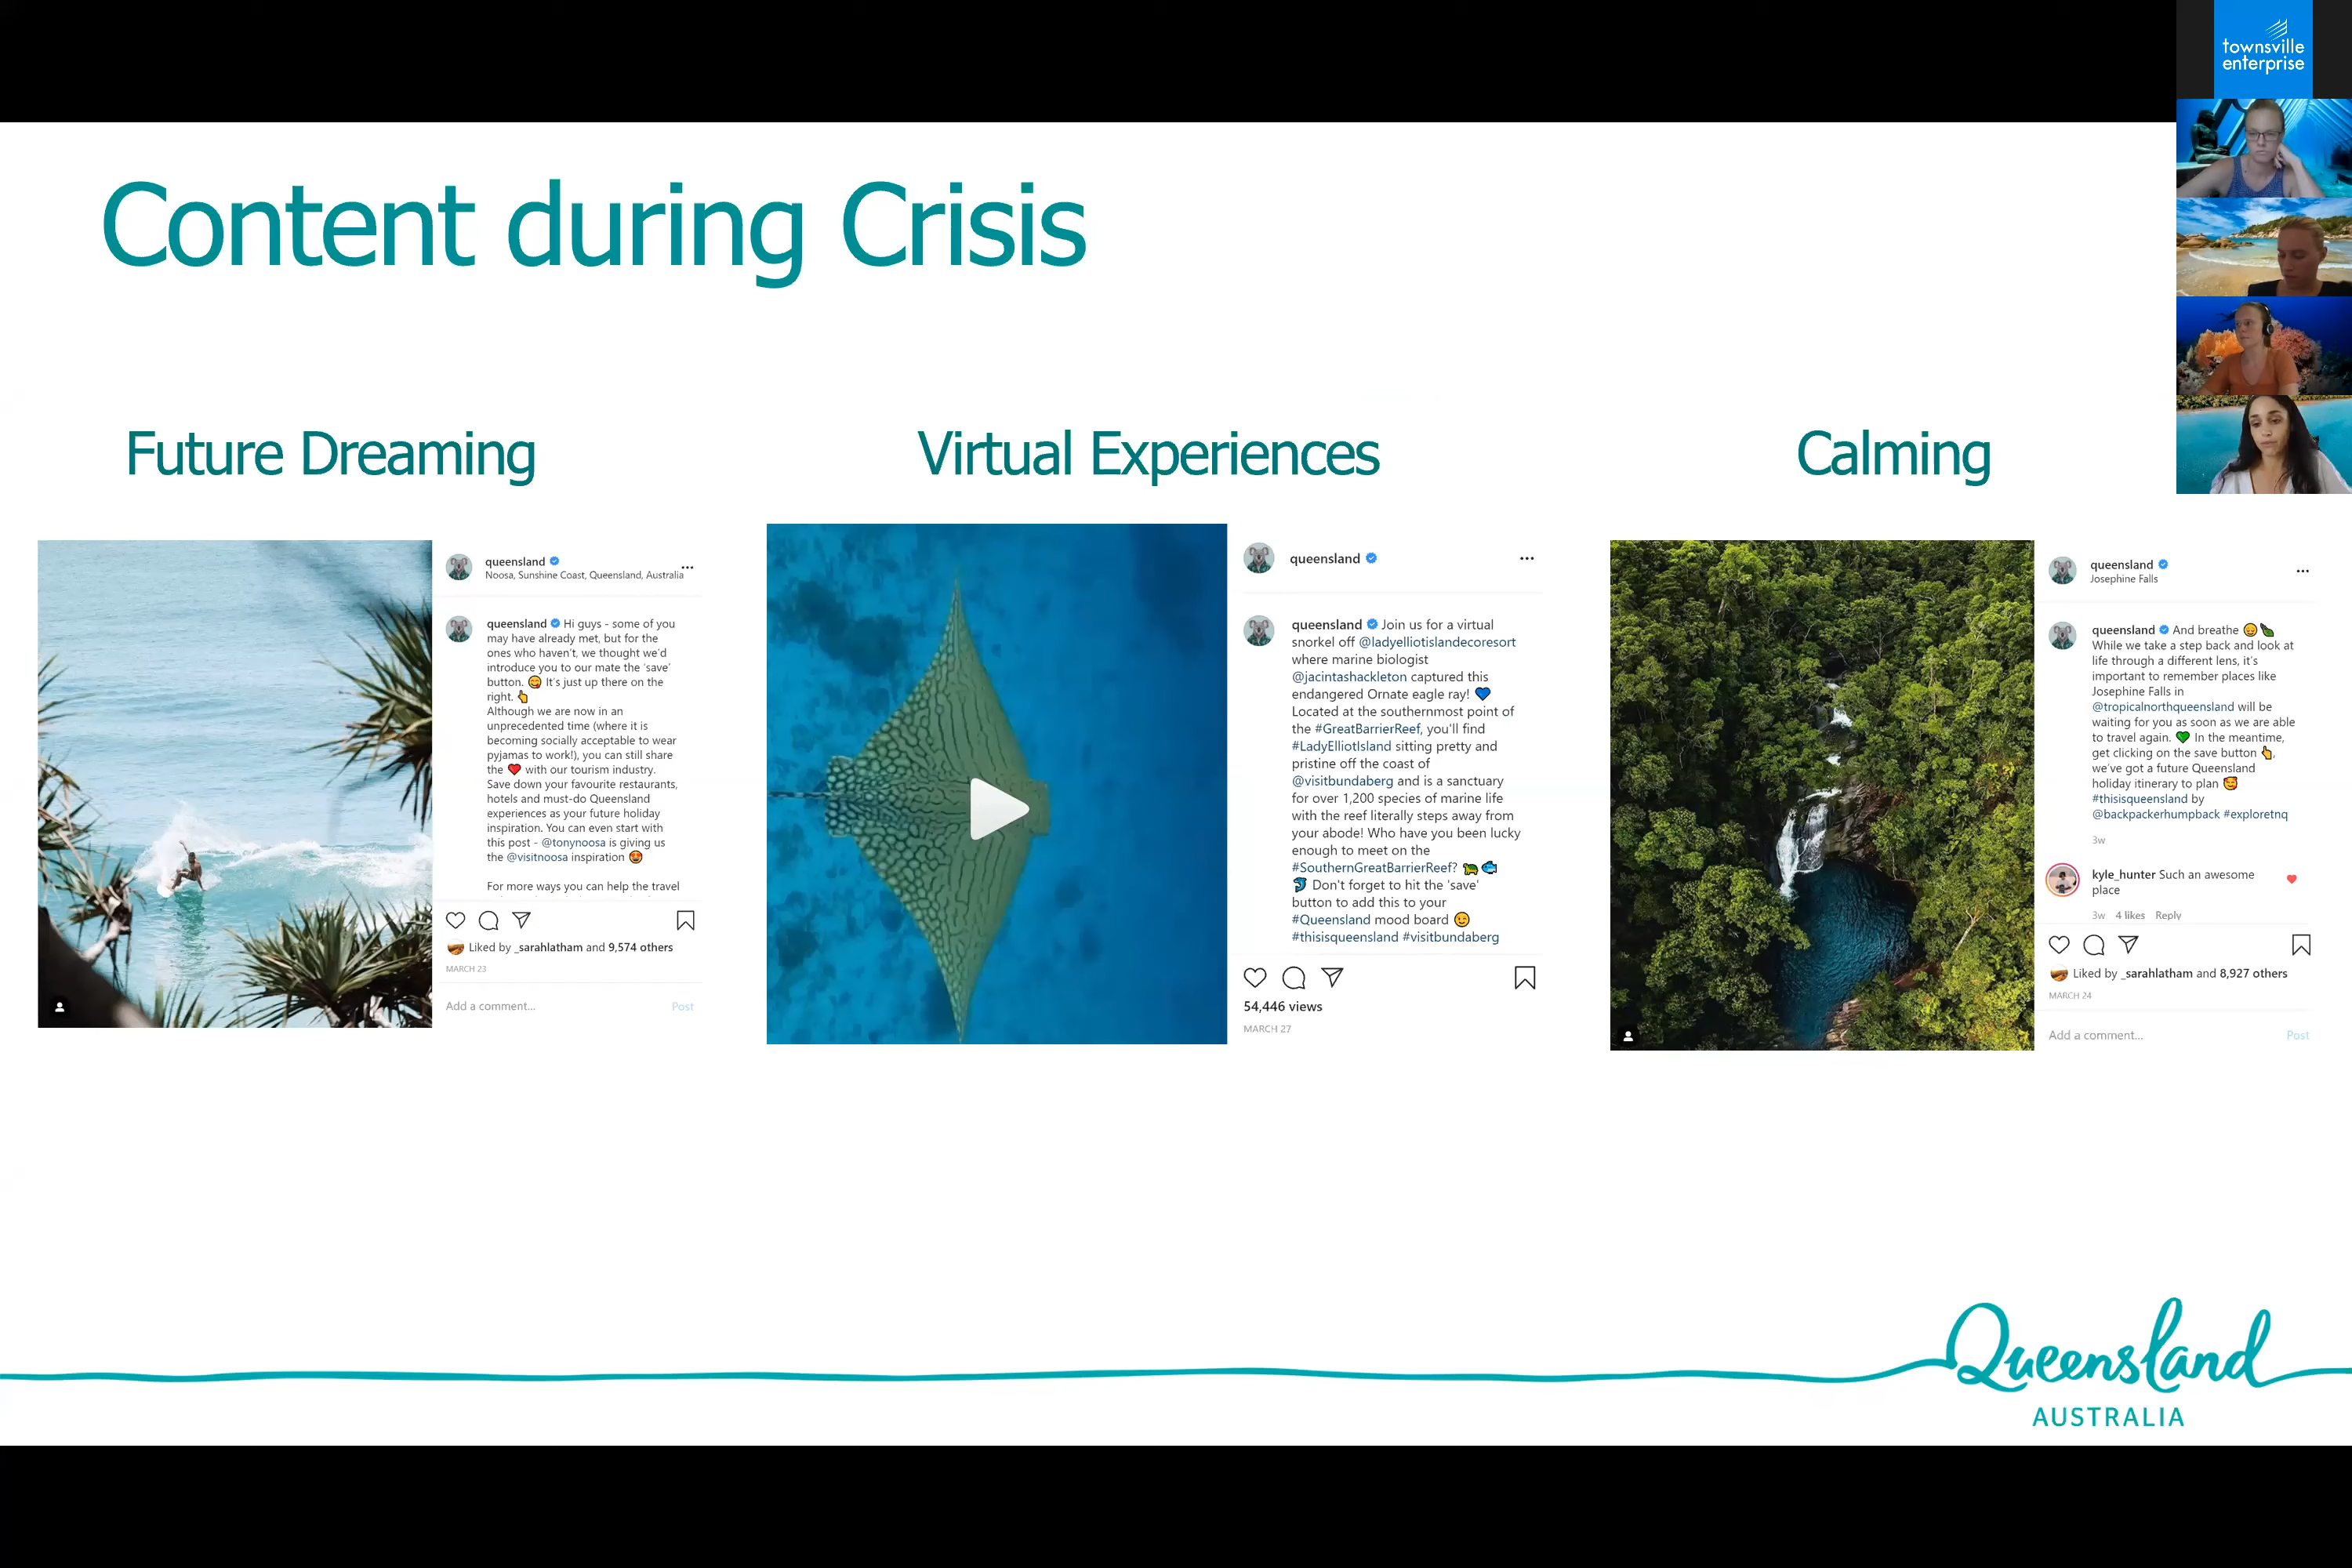 townsville
enterprise
Content during Crisis
Future Dreaming
queensland
Noosa, Sunshine Coast, Queensland, Australia
queensland Hi guys - some of you
may have already met, but for the
ones who haven't, we thought we'd
introduce you to our mate the 'save'
button. 😋 It's just up there on the
right. 👆
Although we are now in an
unprecedented time (where it is
becoming socially acceptable to wear
pyjamas to work!), you can still share
the ❤️ with our tourism industry.
Save down your favourite restaurants,
hotels and must-do Queensland
experiences as your future holiday
inspiration. You can even start with
this post - @tonynoosa is giving us
the @visitnoosa inspiration 🤩
For more ways you can help the travel
Liked by _sarahlatham and 9,574 others
MARCH 23
Add a comment...
Post
Virtual Experiences
queensland
queensland Join us for a virtual
snorkel off @ladyelliotislandecoresort
where marine biologist
@jacintashackleton captured this
endangered Ornate eagle ray! 💙
Located at the southernmost point of
the #GreatBarrierReef, you'll find
#LadyElliotIsland sitting pretty and
pristine off the coast of
@visitbundaberg and is a sanctuary
for over 1,200 species of marine life
with the reef literally steps away from
your abode! Who have you been lucky
enough to meet on the
#SouthernGreatBarrierReef? 🐢🐟
🐬 Don't forget to hit the 'save'
button to add this to your
#Queensland mood board 😉
#thisisqueensland #visitbundaberg
54,446 views
MARCH 27
Calming
queensland
Josephine Falls
queensland And breathe 😌🍃
While we take a step back and look at
life through a different lens, it's
important to remember places like
Josephine Falls in
@tropicalnorthqueensland will be
waiting for you as soon as we are able
to travel again. 💚 In the meantime,
get clicking on the save button 👆,
we've got a future Queensland
holiday itinerary to plan 🥰
#thisisqueensland by
@backpackerhumpback #exploretnq
3w
kyle_hunter Such an awesome
place
3w 4 likes Reply
Liked by _sarahlatham and 8,927 others
MARCH 24
Add a comment...
Post
Queensland
AUSTRALIA